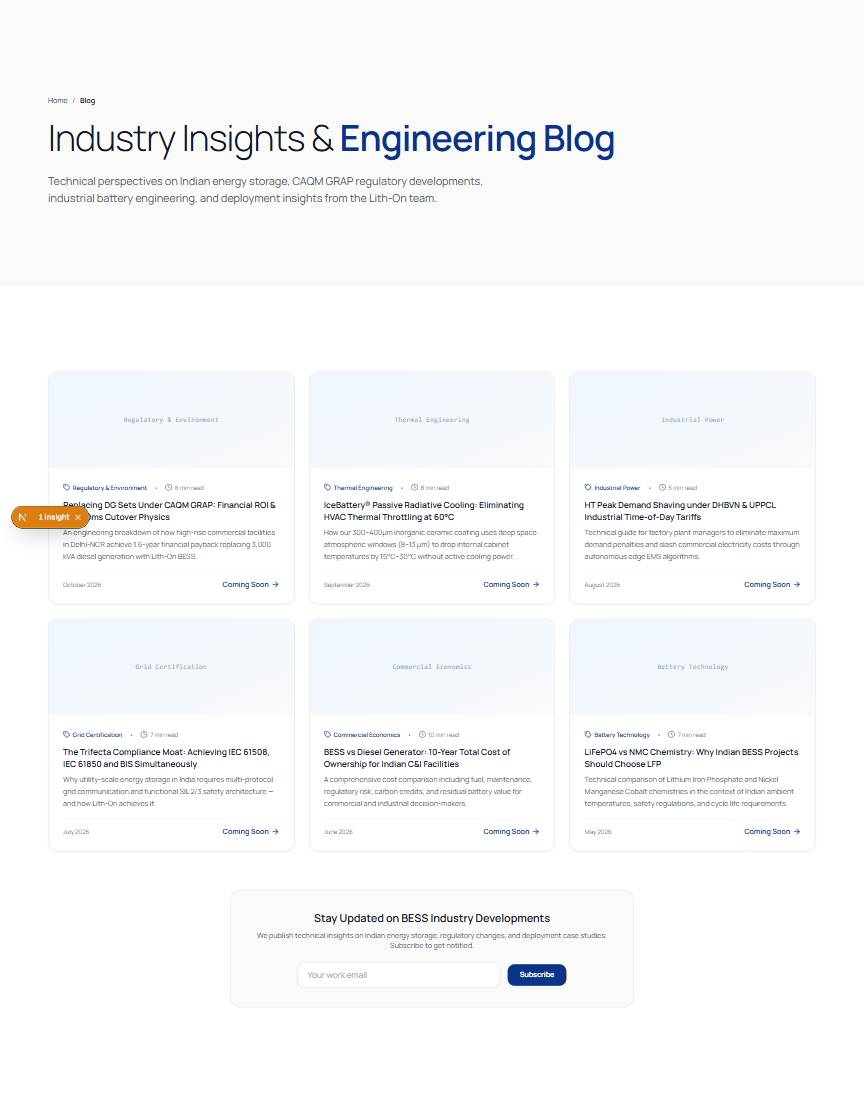 Home / Blog
Industry Insights & Engineering Blog
Technical perspectives on Indian energy storage, CAQM GRAP regulatory developments,
industrial battery engineering, and deployment insights from the Lith-On team.
Regulatory & Environment
Regulatory & Environment • 6 min read
Replacing DG Sets Under CAQM GRAP: Financial ROI &
ms Cutover Physics
An engineering breakdown of how high-rise commercial facilities
in Delhi-NCR achieve 1.6-year financial payback replacing 3,000
kVA diesel generation with Lith-On BESS.
October 2026
Coming Soon →
Thermal Engineering
Thermal Engineering • 8 min read
IceBattery® Passive Radiative Cooling: Eliminating
HVAC Thermal Throttling at 60°C
How our 300–400μm inorganic ceramic coating uses deep space
atmospheric windows (8–13 μm) to drop internal cabinet
temperatures by 15°C–30°C without active cooling power.
September 2026
Coming Soon →
Industrial Power
Industrial Power • 5 min read
HT Peak Demand Shaving under DHBVN & UPPCL
Industrial Time-of-Day Tariffs
Technical guide for factory plant managers to eliminate maximum
demand penalties and slash commercial electricity costs through
autonomous edge EMS algorithms.
August 2026
Coming Soon →
N 1 Insight ×
Grid Certification
Grid Certification • 7 min read
The Trifecta Compliance Moat: Achieving IEC 61508,
IEC 61850 and BIS Simultaneously
Why utility-scale energy storage in India requires multi-protocol
grid communication and functional SIL 2/3 safety architecture —
and how Lith-On achieves it.
July 2026
Coming Soon →
Commercial Economics
Commercial Economics • 10 min read
BESS vs Diesel Generator: 10-Year Total Cost of
Ownership for Indian C&I Facilities
A comprehensive cost comparison including fuel, maintenance,
regulatory risk, carbon credits, and residual battery value for
commercial and industrial decision-makers.
June 2026
Coming Soon →
Battery Technology
Battery Technology • 7 min read
LiFePO4 vs NMC Chemistry: Why Indian BESS Projects
Should Choose LFP
Technical comparison of Lithium Iron Phosphate and Nickel
Manganese Cobalt chemistries in the context of Indian ambient
temperatures, safety regulations, and cycle life requirements.
May 2026
Coming Soon →
Stay Updated on BESS Industry Developments
We publish technical insights on Indian energy storage, regulatory changes, and deployment case studies.
Subscribe to get notified.
Your work email
Subscribe